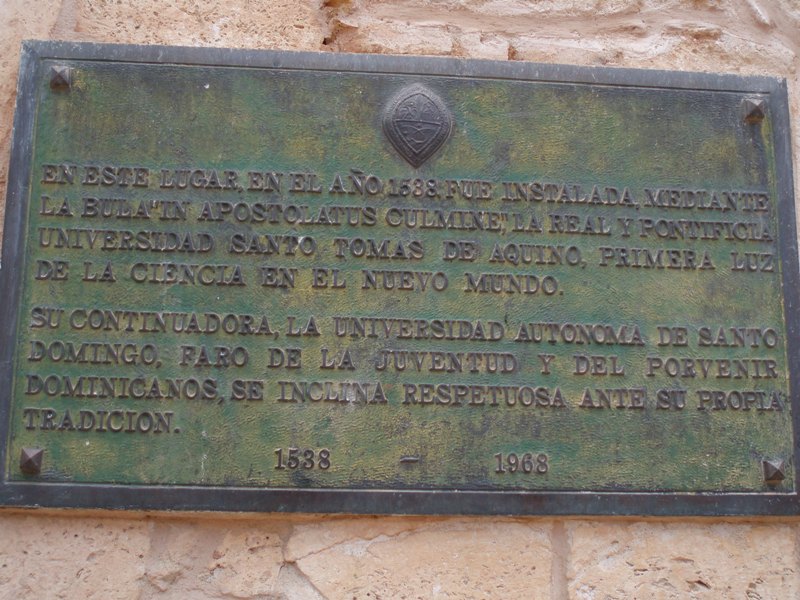 EN ESTE LUGAR, EN EL AÑO 1538, FUE INSTALADA, MEDIANTE
LA BULA "IN APOSTOLATUS CULMINE", LA REAL Y PONTIFICIA
UNIVERSIDAD SANTO TOMAS DE AQUINO, PRIMERA LUZ
DE LA CIENCIA EN EL NUEVO MUNDO.
SU CONTINUADORA, LA UNIVERSIDAD AUTONOMA DE SANTO
DOMINGO, FARO DE LA JUVENTUD Y DEL PORVENIR
DOMINICANOS, SE INCLINA RESPETUOSA ANTE SU PROPIA
TRADICION.
1538 – 1968